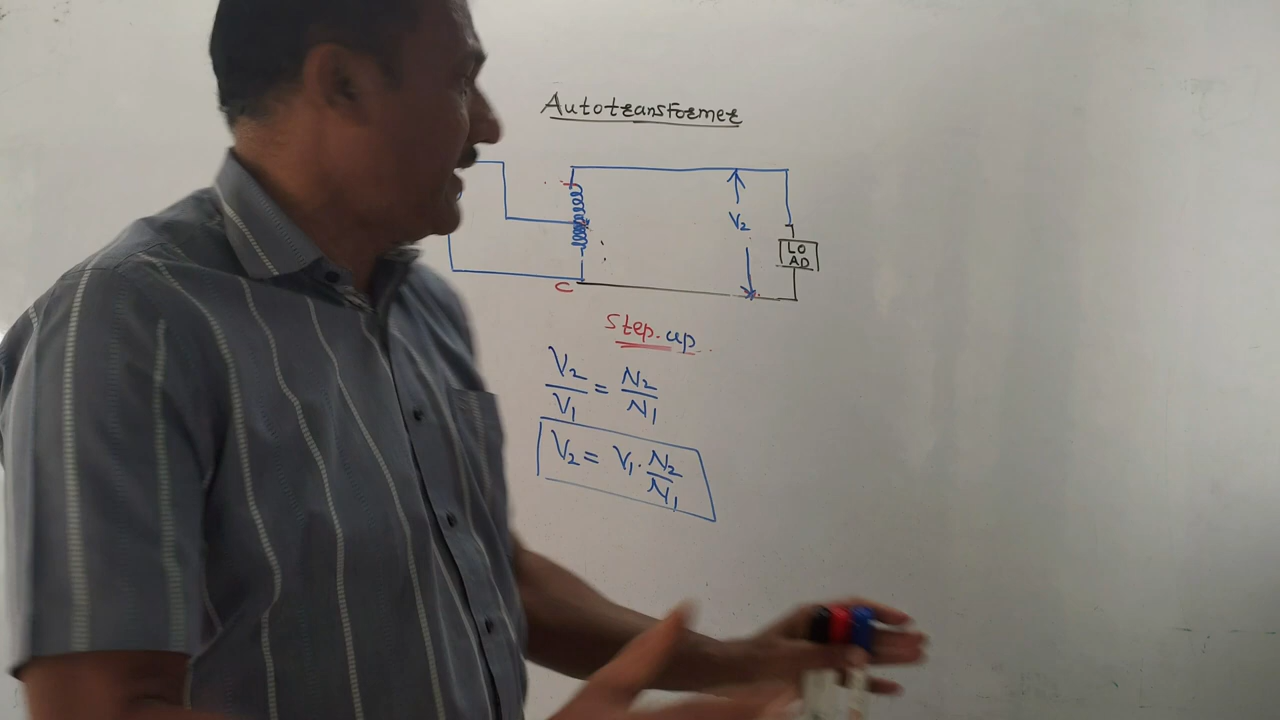 Autotransformer
V2
LO
AD
C
Step-up
V2/V1 = N2/N1
V2 = V1 . N2/N1